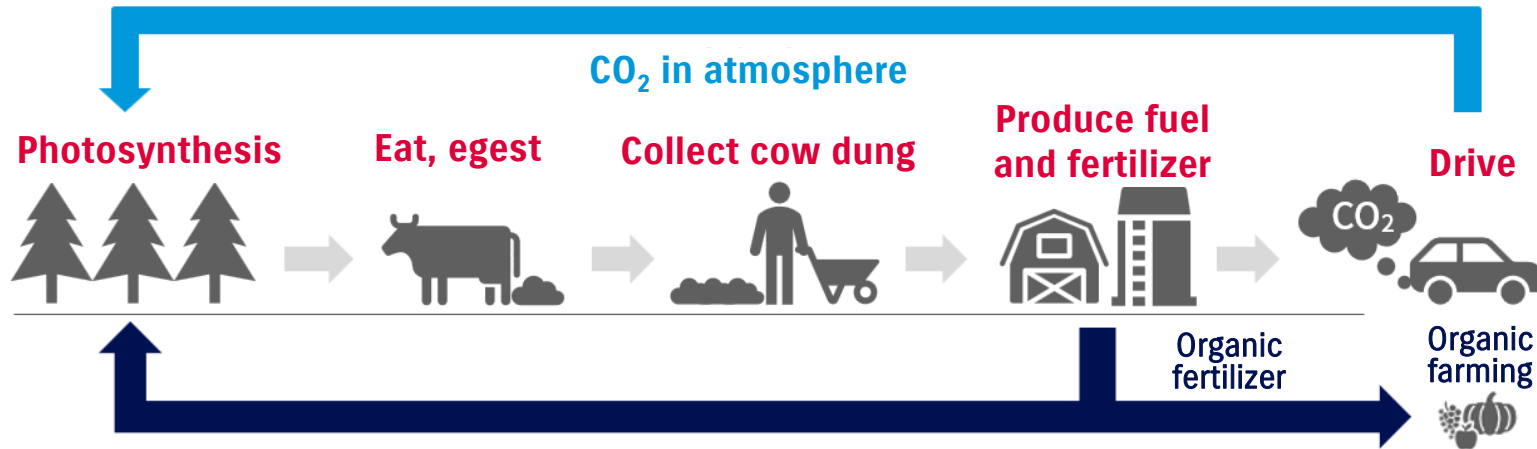 CO₂ in atmosphere
Photosynthesis
Eat, egest
Collect cow dung
Produce fuel
and fertilizer
Drive
CO₂
Organic
fertilizer
Organic
farming